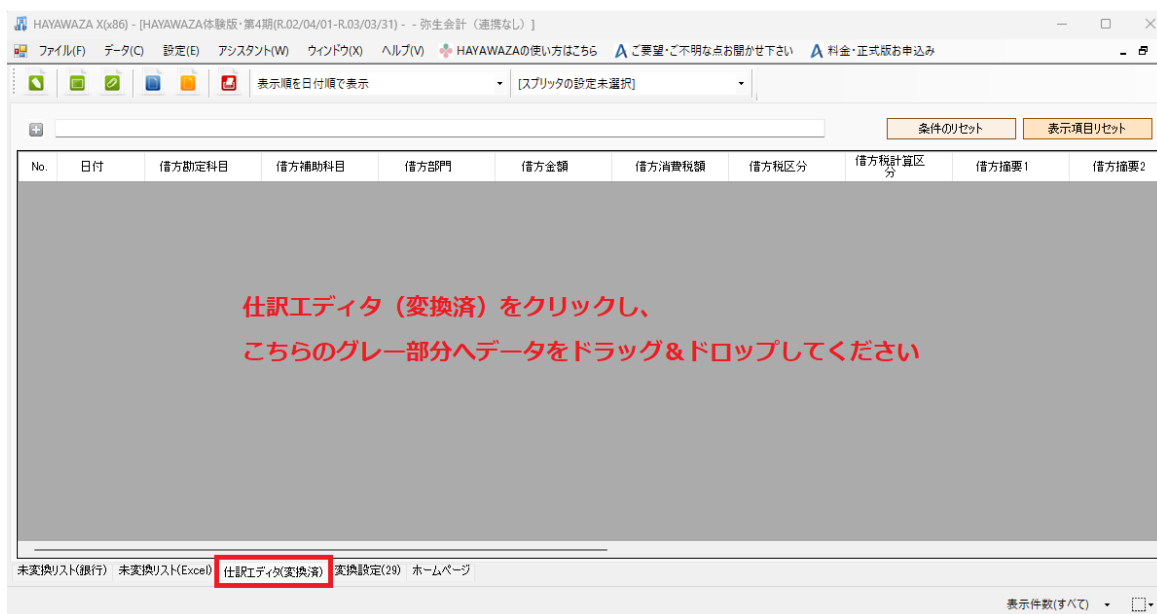 HAYAWAZA X(x86) - [HAYAWAZA体験版・第4期(R.02/04/01-R.03/03/31) - - 弥生会計（連携なし）]
ファイル(F) データ(C) 設定(E) アシスタント(W) ウィンドウ(X) ヘルプ(V) HAYAWAZAの使い方はこちら ご要望・ご不明な点お聞かせ下さい 料金・正式版お申込み
表示順を日付順で表示 [スプリッタの設定未選択]
条件のリセット 表示項目リセット
No. 日付 借方勘定科目 借方補助科目 借方部門 借方金額 借方消費税額 借方税区分 借方税計算区分 借方摘要1 借方摘要2
仕訳エディタ（変換済）をクリックし、
こちらのグレー部分へデータをドラッグ＆ドロップしてください
未変換リスト(銀行) 未変換リスト(Excel) 仕訳エディタ(変換済) 変換設定(29) ホームページ
表示件数(すべて)